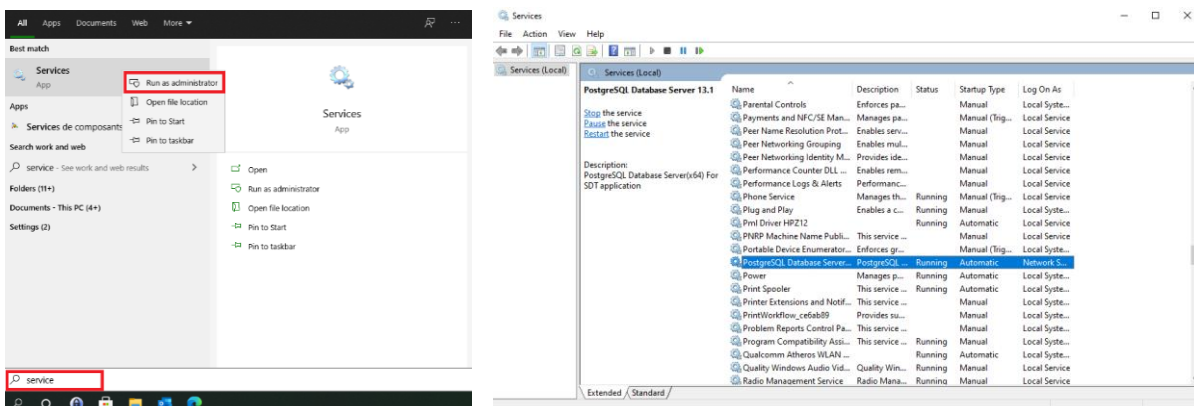 All Apps Documents Web More
Best match
Services
App
Run as administrator
Open file location
Pin to Start
Pin to taskbar
Apps
Services de composants
Search work and web
service - See work and web results
Folders (11+)
Documents - This PC (4+)
Settings (2)
Services
App
Open
Run as administrator
Open file location
Pin to Start
Pin to taskbar
service
Services
File Action View Help
Services (Local)
Services (Local)
PostgreSQL Database Server 13.1
Stop the service
Pause the service
Restart the service
Description:
PostgreSQL Database Server(x64) For
SDT application
Name Description Status Startup Type Log On As
Parental Controls Enforces pa... Manual Local Syste...
Payments and NFC/SE Man... Manages pa... Manual (Trig... Local Service
Peer Name Resolution Prot... Enables serv... Manual Local Service
Peer Networking Grouping Enables mul... Manual Local Service
Peer Networking Identity M... Provides ide... Manual Local Service
Performance Counter DLL ... Enables rem... Manual Local Service
Performance Logs & Alerts Performanc... Manual Local Service
Phone Service Manages th... Running Manual (Trig... Local Service
Plug and Play Enables a c... Running Manual Local Syste...
Pml Driver HPZ12 Running Automatic Local Service
PNRP Machine Name Publi... This service ... Manual Local Service
Portable Device Enumerator... Enforces gr... Manual (Trig... Local Syste...
PostgreSQL Database Server... PostgreSQL ... Running Automatic Network S...
Power Manages p... Running Automatic Local Syste...
Print Spooler This service ... Running Automatic Local Syste...
Printer Extensions and Notif... This service ... Manual Local Syste...
PrintWorkflow_ce6ab89 Provides su... Manual Local Syste...
Problem Reports Control Pa... This service ... Manual Local Syste...
Program Compatibility Assi... This service ... Running Manual Local Syste...
Qualcomm Atheros WLAN ... Running Automatic Local Syste...
Quality Windows Audio Vid... Quality Win... Running Manual Local Service
Radio Management Service Radio Mana... Running Manual Local Service
Extended Standard